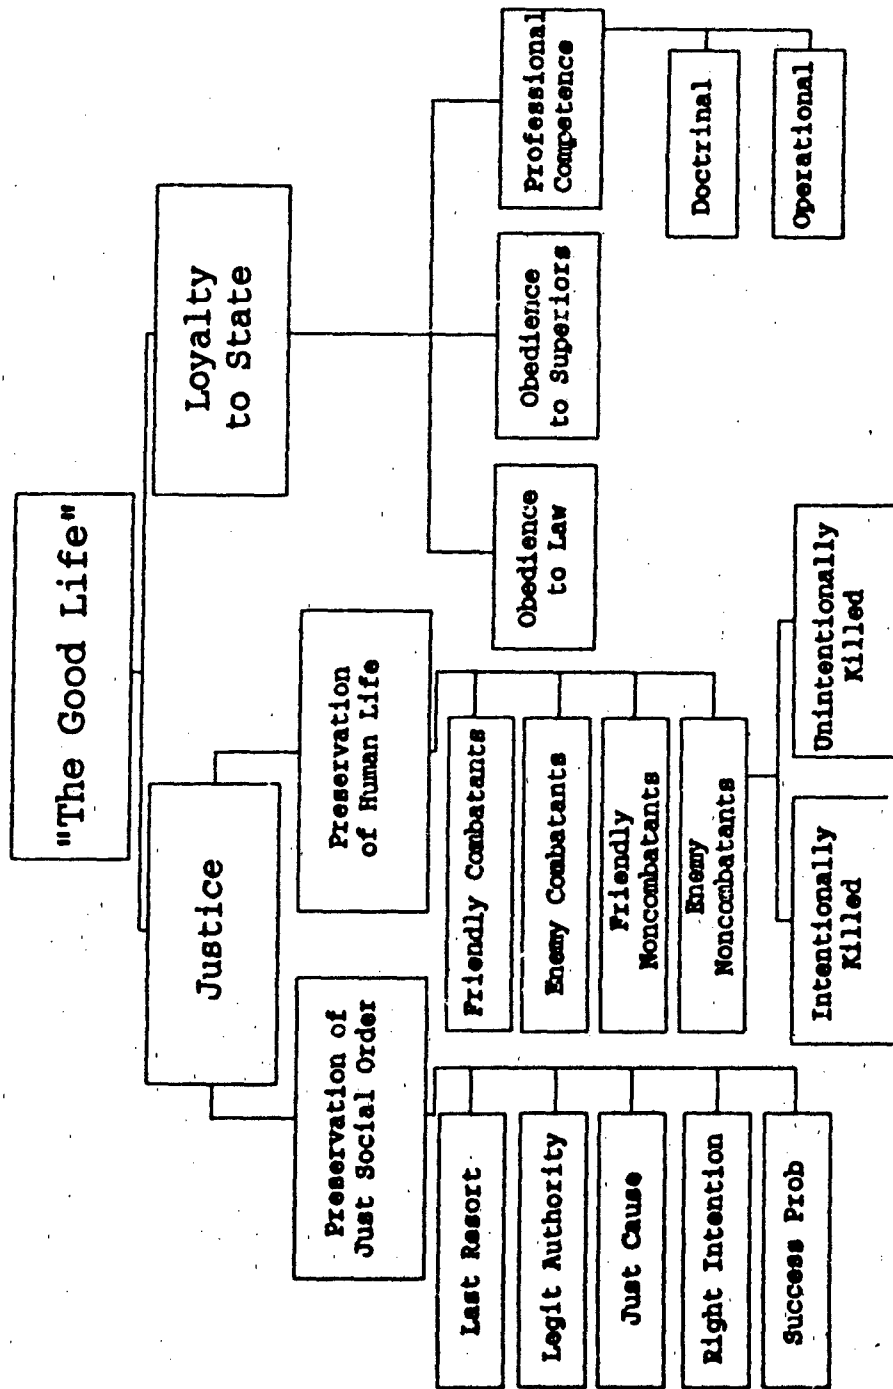 "The Good Life"
Justice
Loyalty
to State
Preservation of
Just Social Order
Preservation
of Human Life
Obedience
to Law
Obedience
to Superiors
Professional
Competence
Last Resort
Legit Authority
Just Cause
Right Intention
Success Prob
Friendly Combatants
Enemy Combatants
Friendly
Noncombatants
Enemy
Noncombatants
Intentionally
Killed
Unintentionally
Killed
Doctrinal
Operational